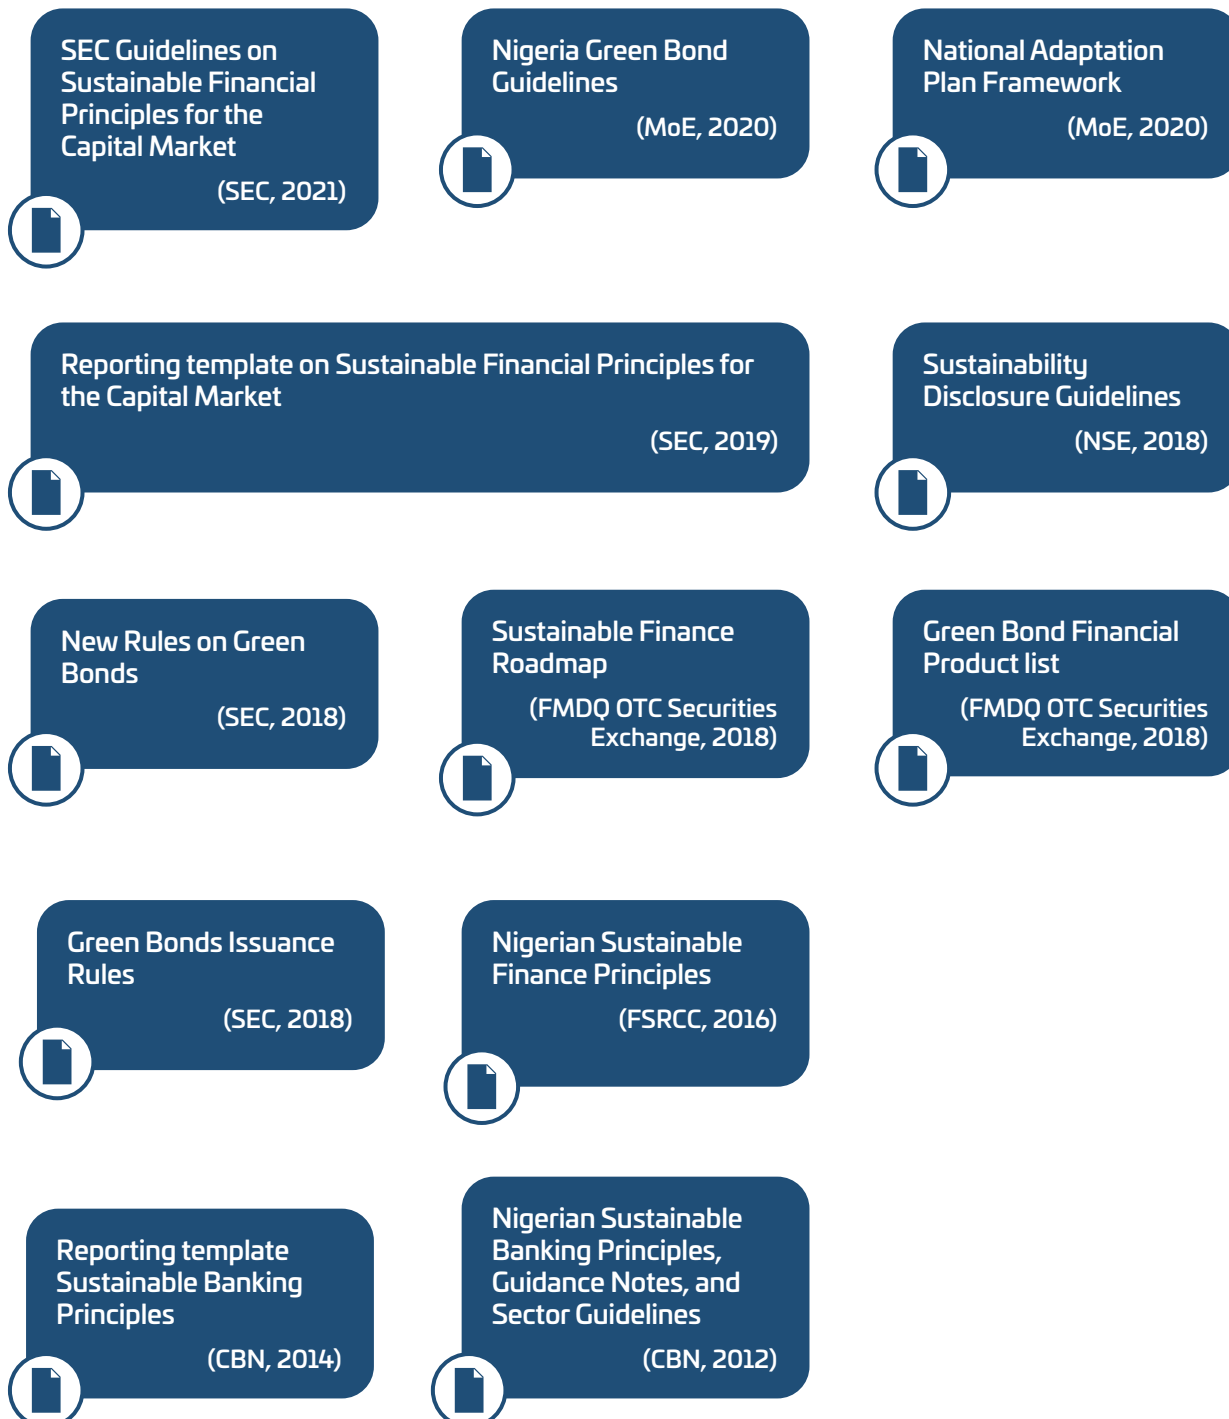 SEC Guidelines on
Sustainable Financial
Principles for the
Capital Market
(SEC, 2021)
Nigeria Green Bond
Guidelines
(MoE, 2020)
National Adaptation
Plan Framework
(MoE, 2020)
Reporting template on Sustainable Financial Principles for
the Capital Market
(SEC, 2019)
Sustainability
Disclosure Guidelines
(NSE, 2018)
New Rules on Green
Bonds
(SEC, 2018)
Sustainable Finance
Roadmap
(FMDQ OTC Securities
Exchange, 2018)
Green Bond Financial
Product list
(FMDQ OTC Securities
Exchange, 2018)
Green Bonds Issuance
Rules
(SEC, 2018)
Nigerian Sustainable
Finance Principles
(FSRCC, 2016)
Reporting template
Sustainable Banking
Principles
(CBN, 2014)
Nigerian Sustainable
Banking Principles,
Guidance Notes, and
Sector Guidelines
(CBN, 2012)